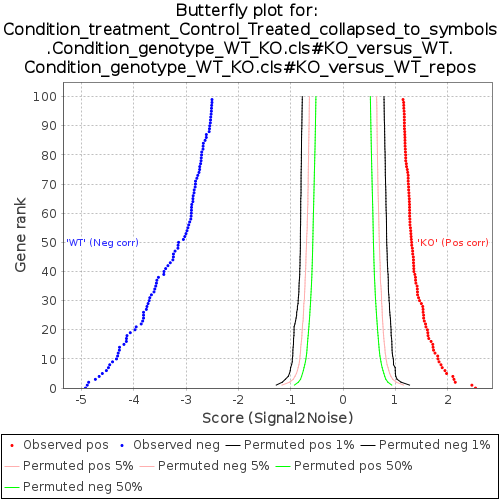 Butterfly plot for:
Condition_treatment_Control_Treated_collapsed_to_symbols
.Condition_genotype_WT_KO.cls#KO_versus_WT.
Condition_genotype_WT_KO.cls#KO_versus_WT_repos
100
90
80
70
60
50
40
30
20
10
0
Gene rank
'WT' (Neg corr)
'KO' (Pos corr)
-5 -4 -3 -2 -1 0 1 2
Score (Signal2Noise)
Observed pos Observed neg Permuted pos 1% Permuted neg 1%
Permuted pos 5% Permuted neg 5% Permuted pos 50%
Permuted neg 50%